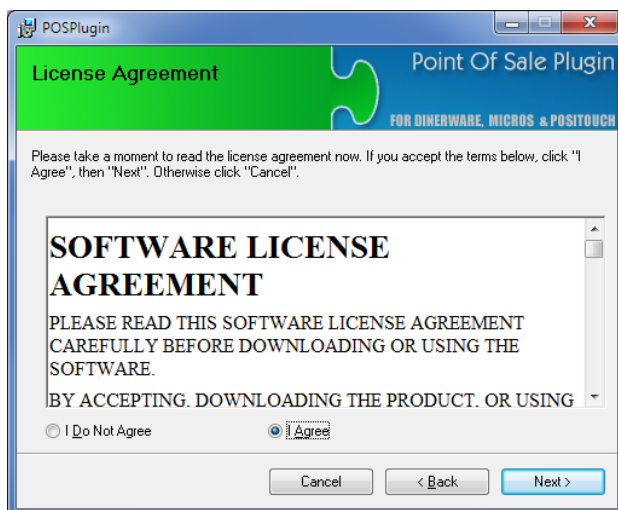 POSPlugin
License Agreement
Point Of Sale Plugin
FOR DINERWARE, MICROS & POSITOUCH
Please take a moment to read the license agreement now. If you accept the terms below, click "I
Agree", then "Next". Otherwise click "Cancel".
SOFTWARE LICENSE
AGREEMENT
PLEASE READ THIS SOFTWARE LICENSE AGREEMENT
CAREFULLY BEFORE DOWNLOADING OR USING THE
SOFTWARE.
BY ACCEPTING, DOWNLOADING THE PRODUCT, OR USING
I Do Not Agree
I Agree
Cancel
< Back
Next >